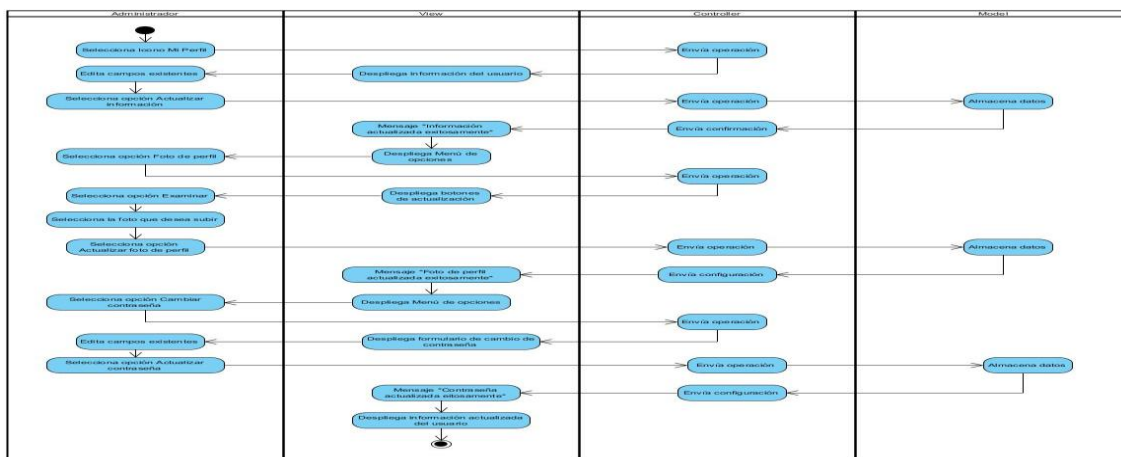 Administrador View Controller Model
Selecciona Icono Mi Perfil Envía operación
Edita campos existentes Despliega información del usuario
Selecciona opción Actualizar
información
Envía operación Almacena datos
Mensaje "Información
actualizada exitosamente"
Envía confirmación
Selecciona opción Foto de perfil
Despliega Menú de
opciones
Envía operación
Selecciona opción Examinar
Despliega botones
de actualización
Selecciona la foto que desea subir
Selecciona opción
Actualizar foto de perfil
Envía operación Almacena datos
Mensaje "Foto de perfil
actualizada exitosamente"
Envía configuración
Selecciona opción Cambiar
contraseña
Despliega Menú de opciones
Envía operación
Edita campos existentes
Despliega formulario de cambio de
contraseña
Selecciona opción Actualizar
contraseña
Envía operación Almacena datos
Mensaje "Contraseña
actualizada eitosamente"
Envía configuración
Despliega información actualizada
del usuario